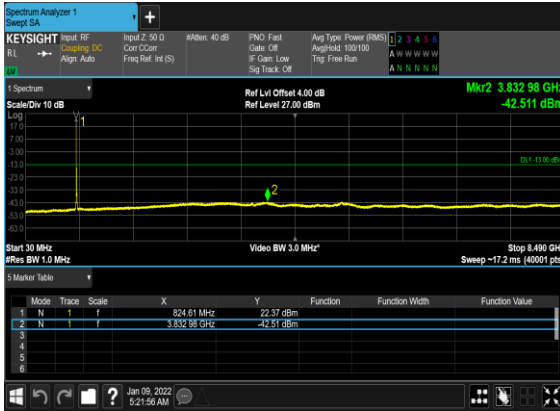 Spectrum Analyzer 1
Swept SA
+
KEYSIGHT Input: RF Input Z: 50 Ω #Atten: 40 dB PNO: Fast Avg Type: Power (RMS) 1 2 3 4 5 6
RL Coupling: DC Corr CCorr Gate: Off Avg|Hold: 100/100 A W W W W W
Align: Auto Freq Ref: Int (S) IF Gain: Low Trig: Free Run
Sig Track: Off A N N N N N
1 Spectrum Ref Lvl Offset 4.00 dB Mkr2 3.832 98 GHz
Scale/Div 10 dB Ref Level 27.00 dBm -42.511 dBm
Log
17.0 1
7.00
-3.00
-13.0 DL1 -13.00 dBm
-23.0
-33.0 2
-43.0
-53.0
-63.0
Start 30 MHz Video BW 3.0 MHz* Stop 8.490 GHz
#Res BW 1.0 MHz Sweep ~17.2 ms (40001 pts)
5 Marker Table
Mode Trace Scale X Y Function Function Width Function Value
1 N 1 f 824.61 MHz 22.37 dBm
2 N 1 f 3.832 98 GHz -42.51 dBm
3
4
5
6
? Jan 09, 2022
5:21:56 AM